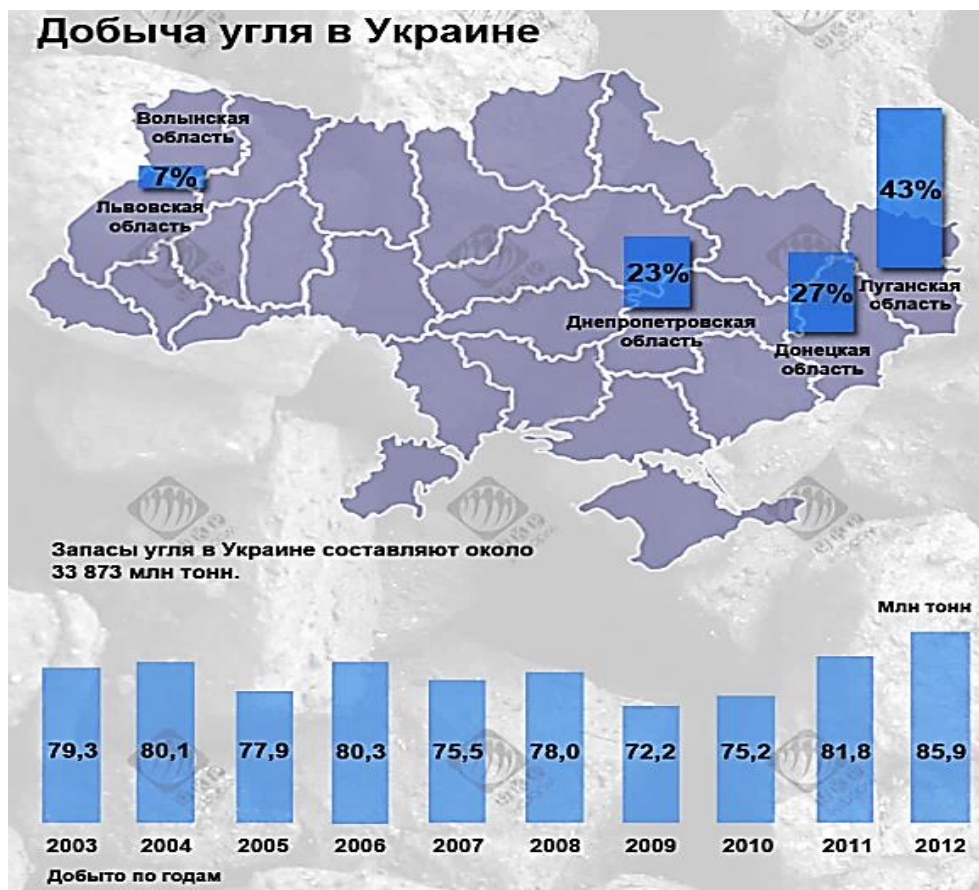 Добыча угля в Украине
Волынская
область
7%
Львовская
область
43%
Луганская
область
23%
Днепропетровская
область
27%
Донецкая
область
Запасы угля в Украине составляют около
33 873 млн тонн.
Млн тонн
79,3 80,1 77,9 80,3 75,5 78,0 72,2 75,2 81,8 85,9
2003 2004 2005 2006 2007 2008 2009 2010 2011 2012
Добыто по годам